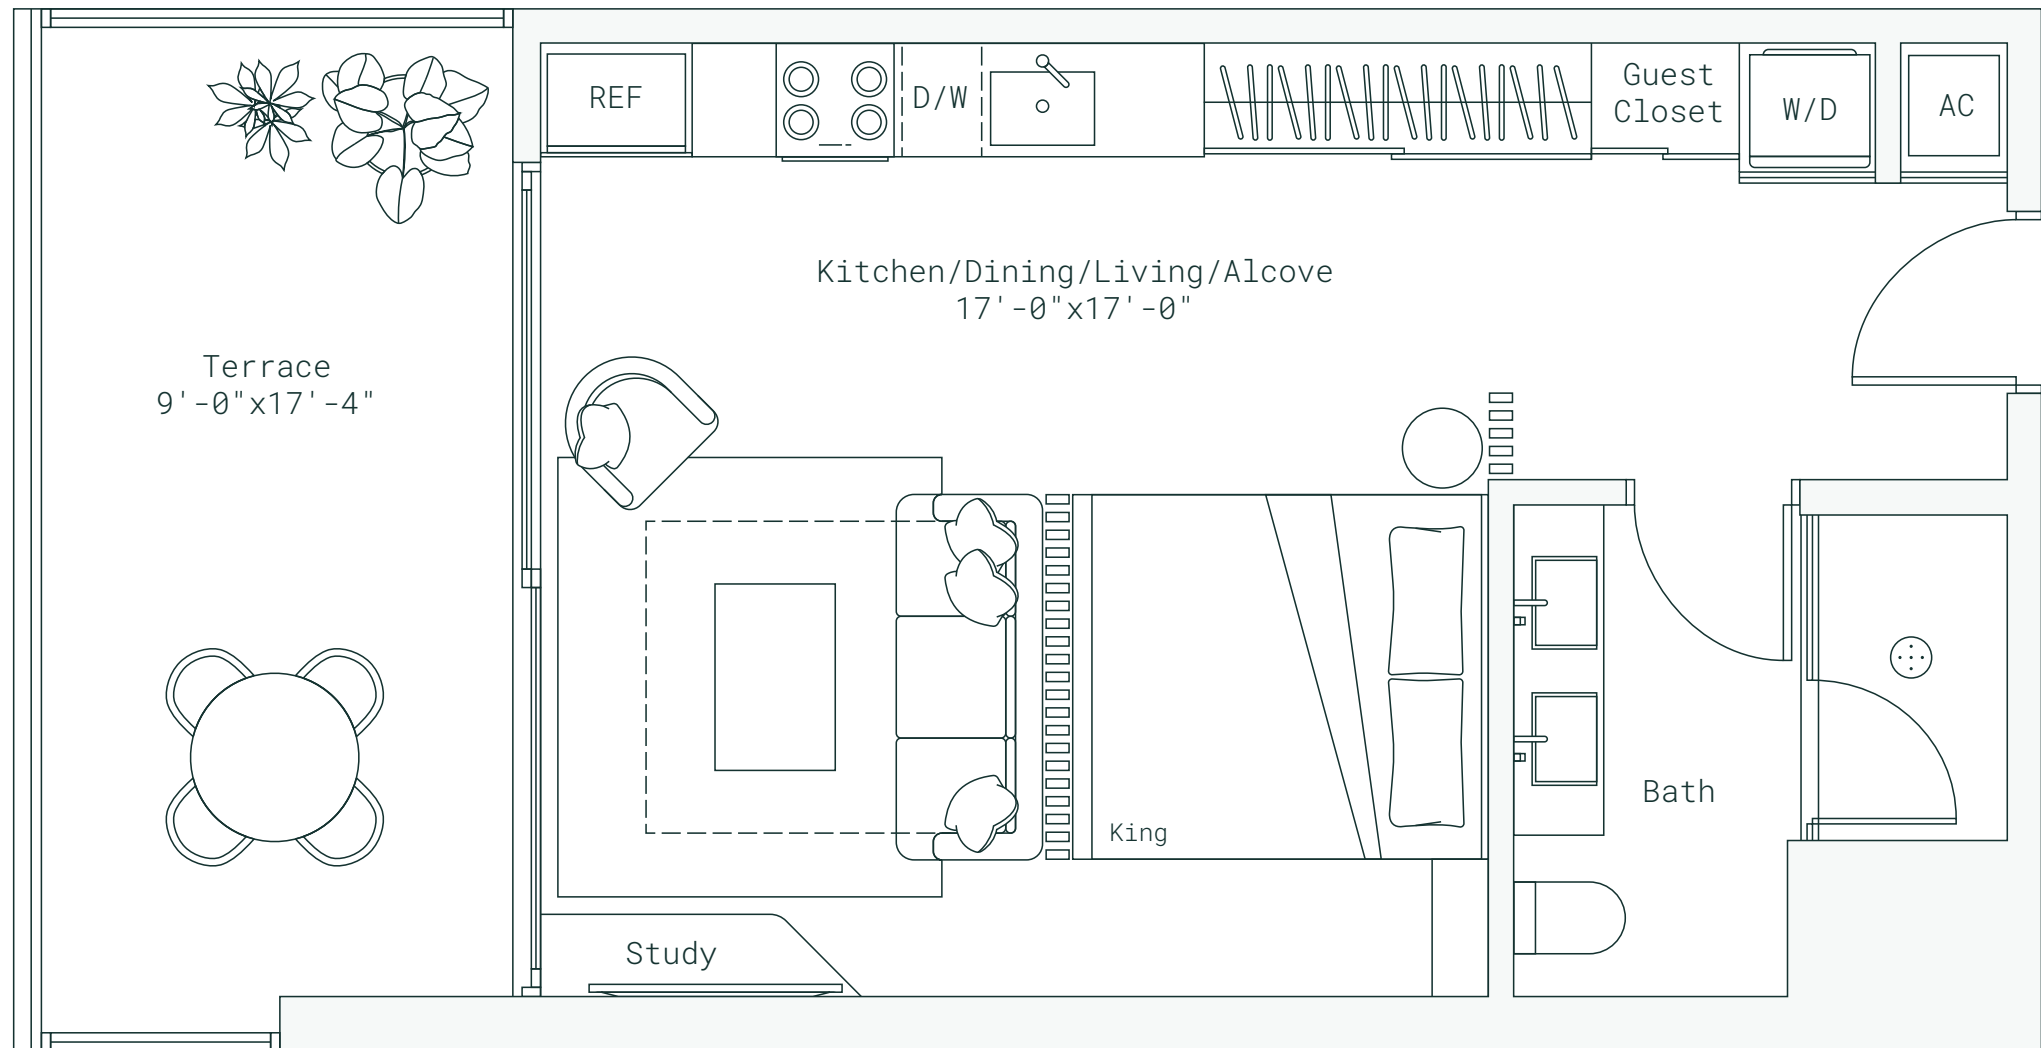 REF
D/W
Guest
Closet
W/D
AC
Kitchen/Dining/Living/Alcove
17'-0"x17'-0"
Terrace
9'-0"x17'-4"
Bath
King
Study